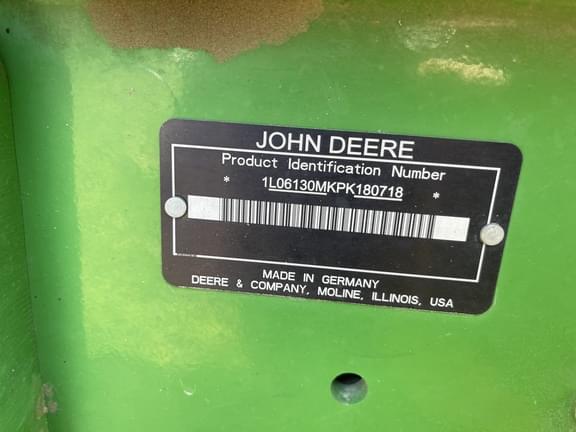 JOHN DEERE
Product Identification Number
* 1L06130MKPK180718 *
MADE IN GERMANY
DEERE & COMPANY, MOLINE, ILLINOIS, USA